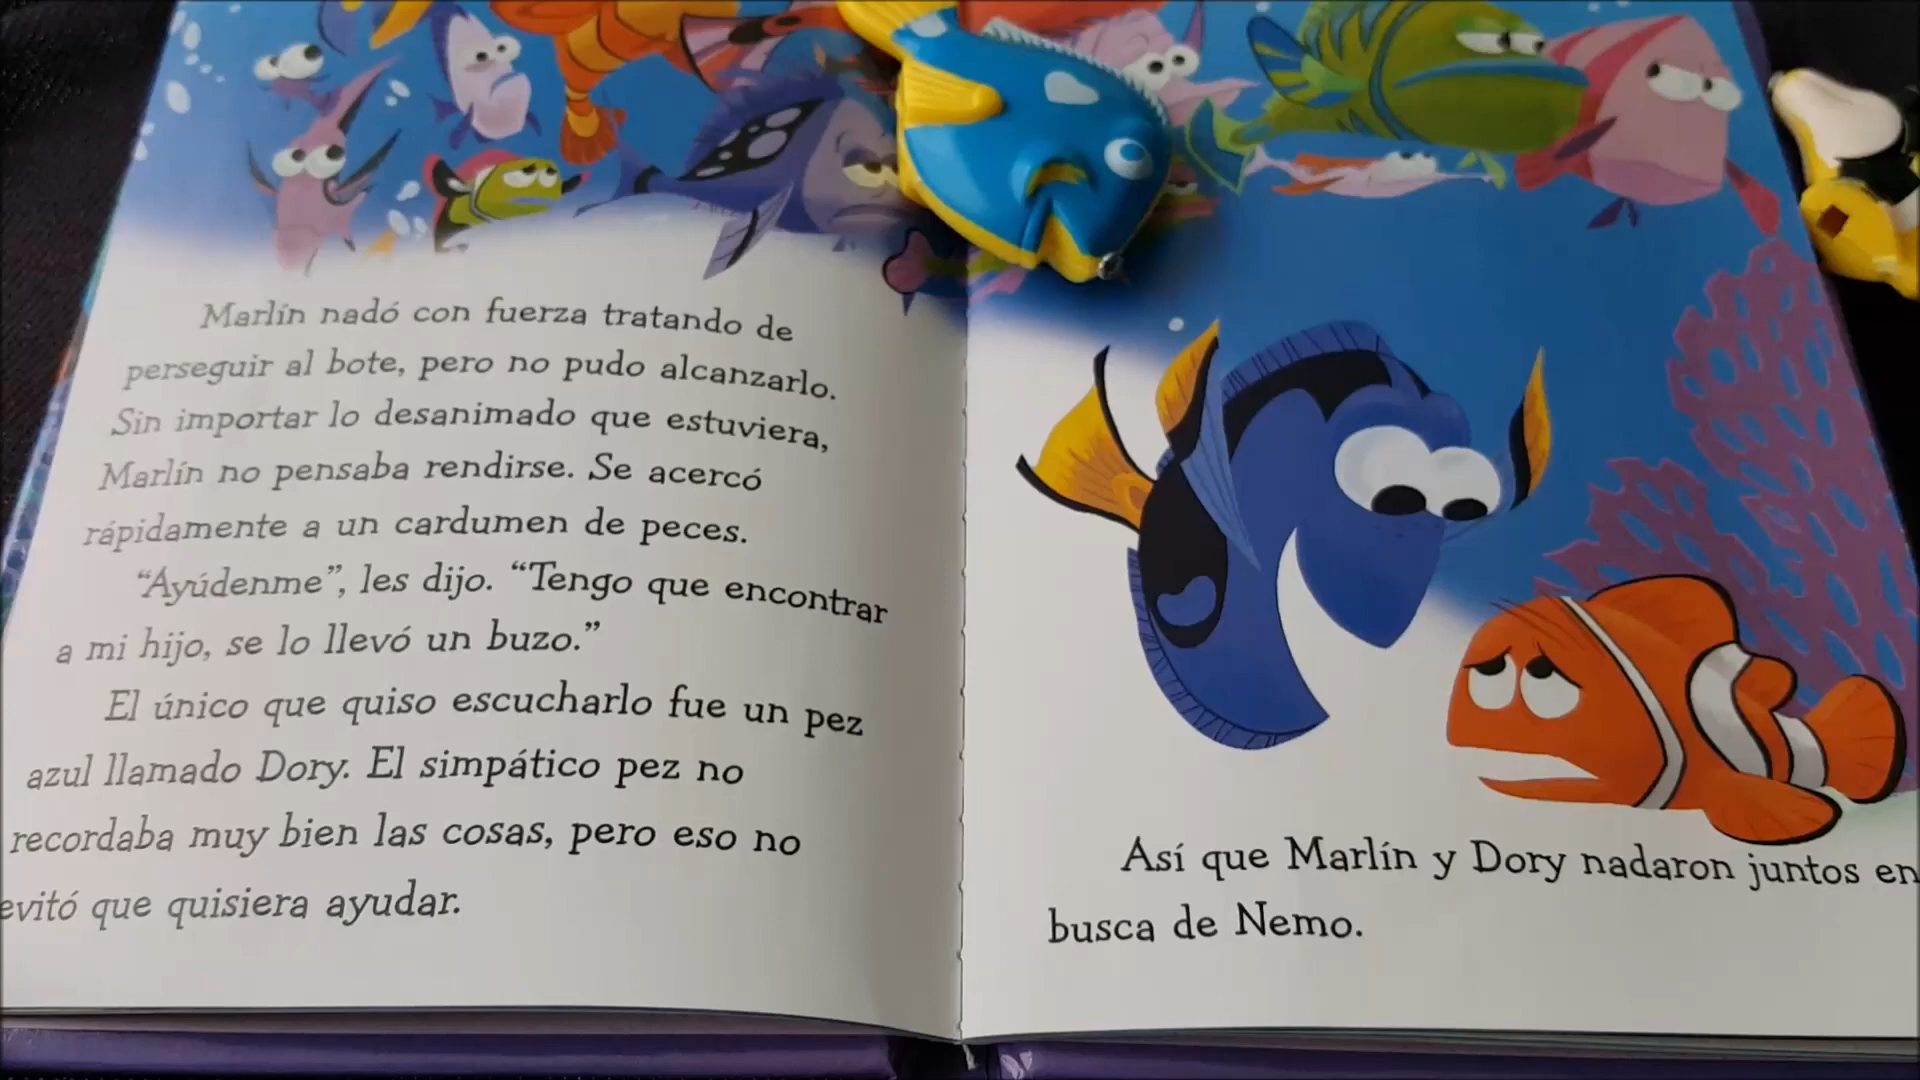 Marlín nadó con fuerza tratando de
perseguir al bote, pero no pudo alcanzarlo.
Sin importar lo desanimado que estuviera,
Marlín no pensaba rendirse. Se acercó
rápidamente a un cardumen de peces.
“Ayúdenme”, les dijo. “Tengo que encontrar
a mi hijo, se lo llevó un buzo.”
El único que quiso escucharlo fue un pez
azul llamado Dory. El simpático pez no
recordaba muy bien las cosas, pero eso no
evitó que quisiera ayudar.
Así que Marlín y Dory nadaron juntos en
busca de Nemo.